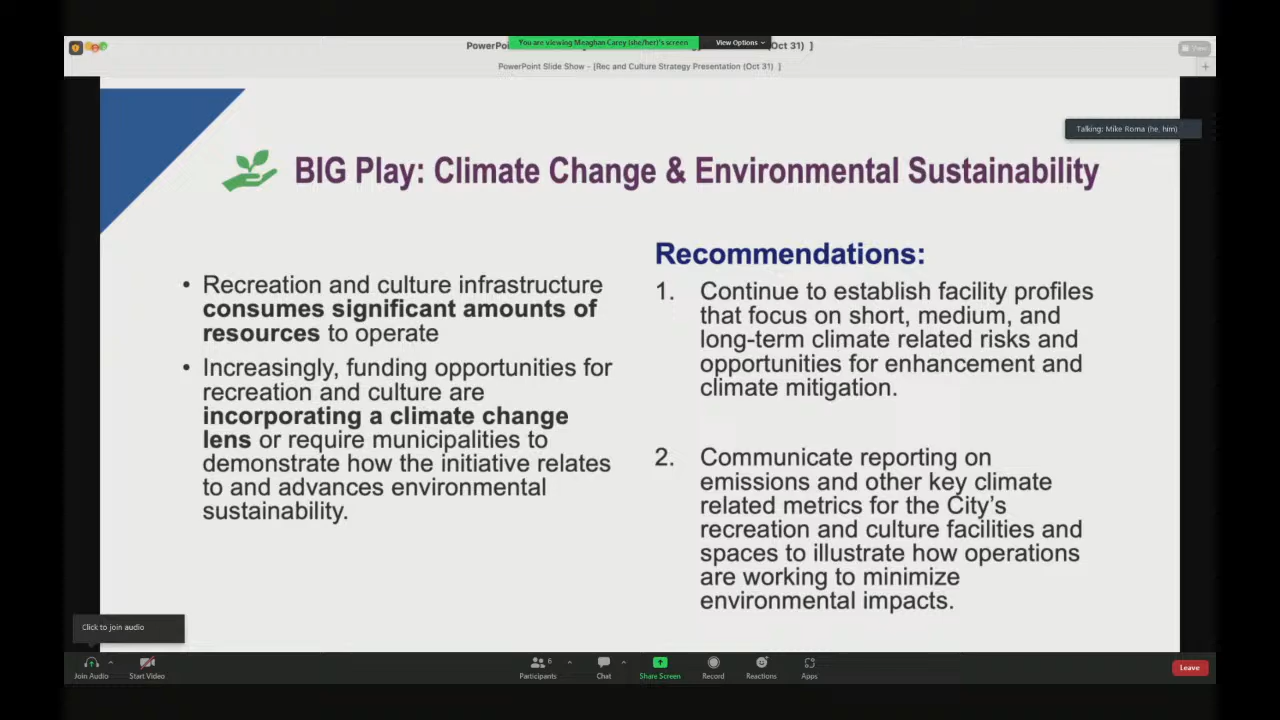 You are viewing Meaghan Carey (she/her)'s screen
View Options
Oct 31) ]
PowerPoint Slide Show - [Rec and Culture Strategy Presentation (Oct 31) ]
View
Talking: Mike Roma (he, him)
BIG Play: Climate Change & Environmental Sustainability
• Recreation and culture infrastructure
consumes significant amounts of
resources to operate
• Increasingly, funding opportunities for
recreation and culture are
incorporating a climate change
lens or require municipalities to
demonstrate how the initiative relates
to and advances environmental
sustainability.
Recommendations:
1. Continue to establish facility profiles
that focus on short, medium, and
long-term climate related risks and
opportunities for enhancement and
climate mitigation.
2. Communicate reporting on
emissions and other key climate
related metrics for the City's
recreation and culture facilities and
spaces to illustrate how operations
are working to minimize
environmental impacts.
Click to join audio
Join Audio
Start Video
6
Participants
Chat
Share Screen
Record
Reactions
Apps
Leave